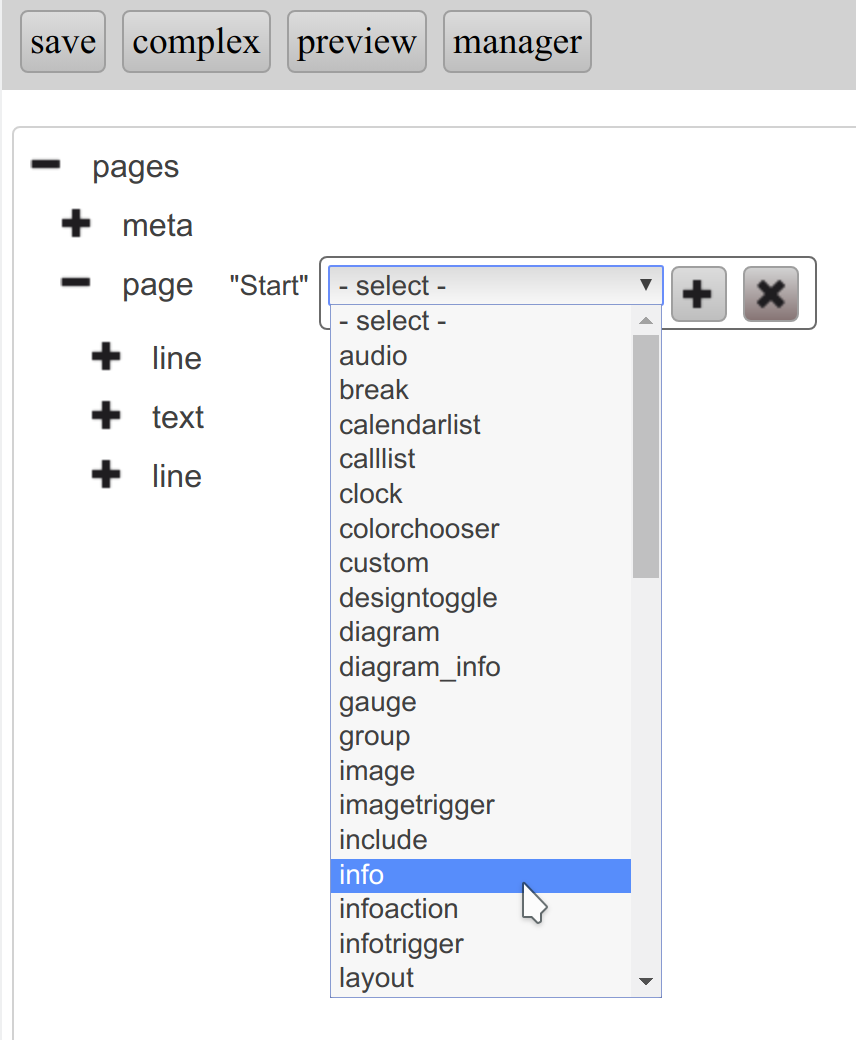 save complex preview manager
pages
meta
page "Start" - select -
- select -
audio
break
line
calendarlist
text
calllist
line
clock
colorchooser
custom
designtoggle
diagram
diagram_info
gauge
group
image
imagetrigger
include
info
infoaction
infotrigger
layout